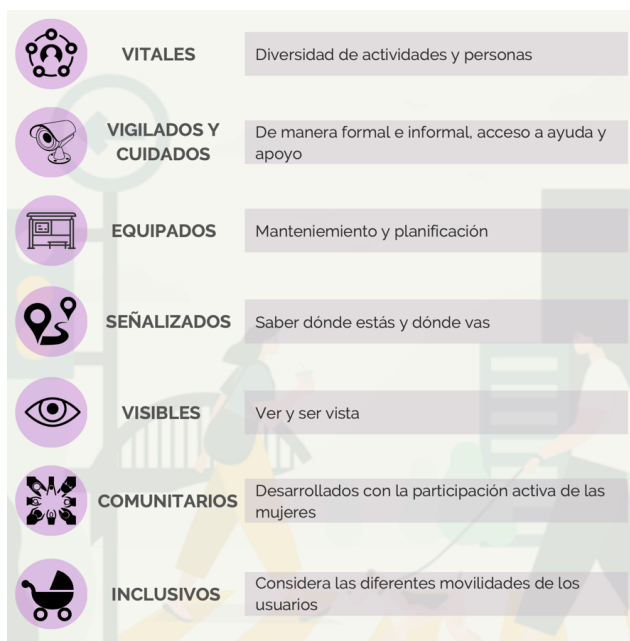 VITALES
Diversidad de actividades y personas
VIGILADOS Y
CUIDADOS
De manera formal e informal, acceso a ayuda y
apoyo
EQUIPADOS
Manteniemiento y planificación
SEÑALIZADOS
Saber dónde estás y dónde vas
VISIBLES
Ver y ser vista
COMUNITARIOS
Desarrollados con la participación activa de las
mujeres
INCLUSIVOS
Considera las diferentes movilidades de los
usuarios